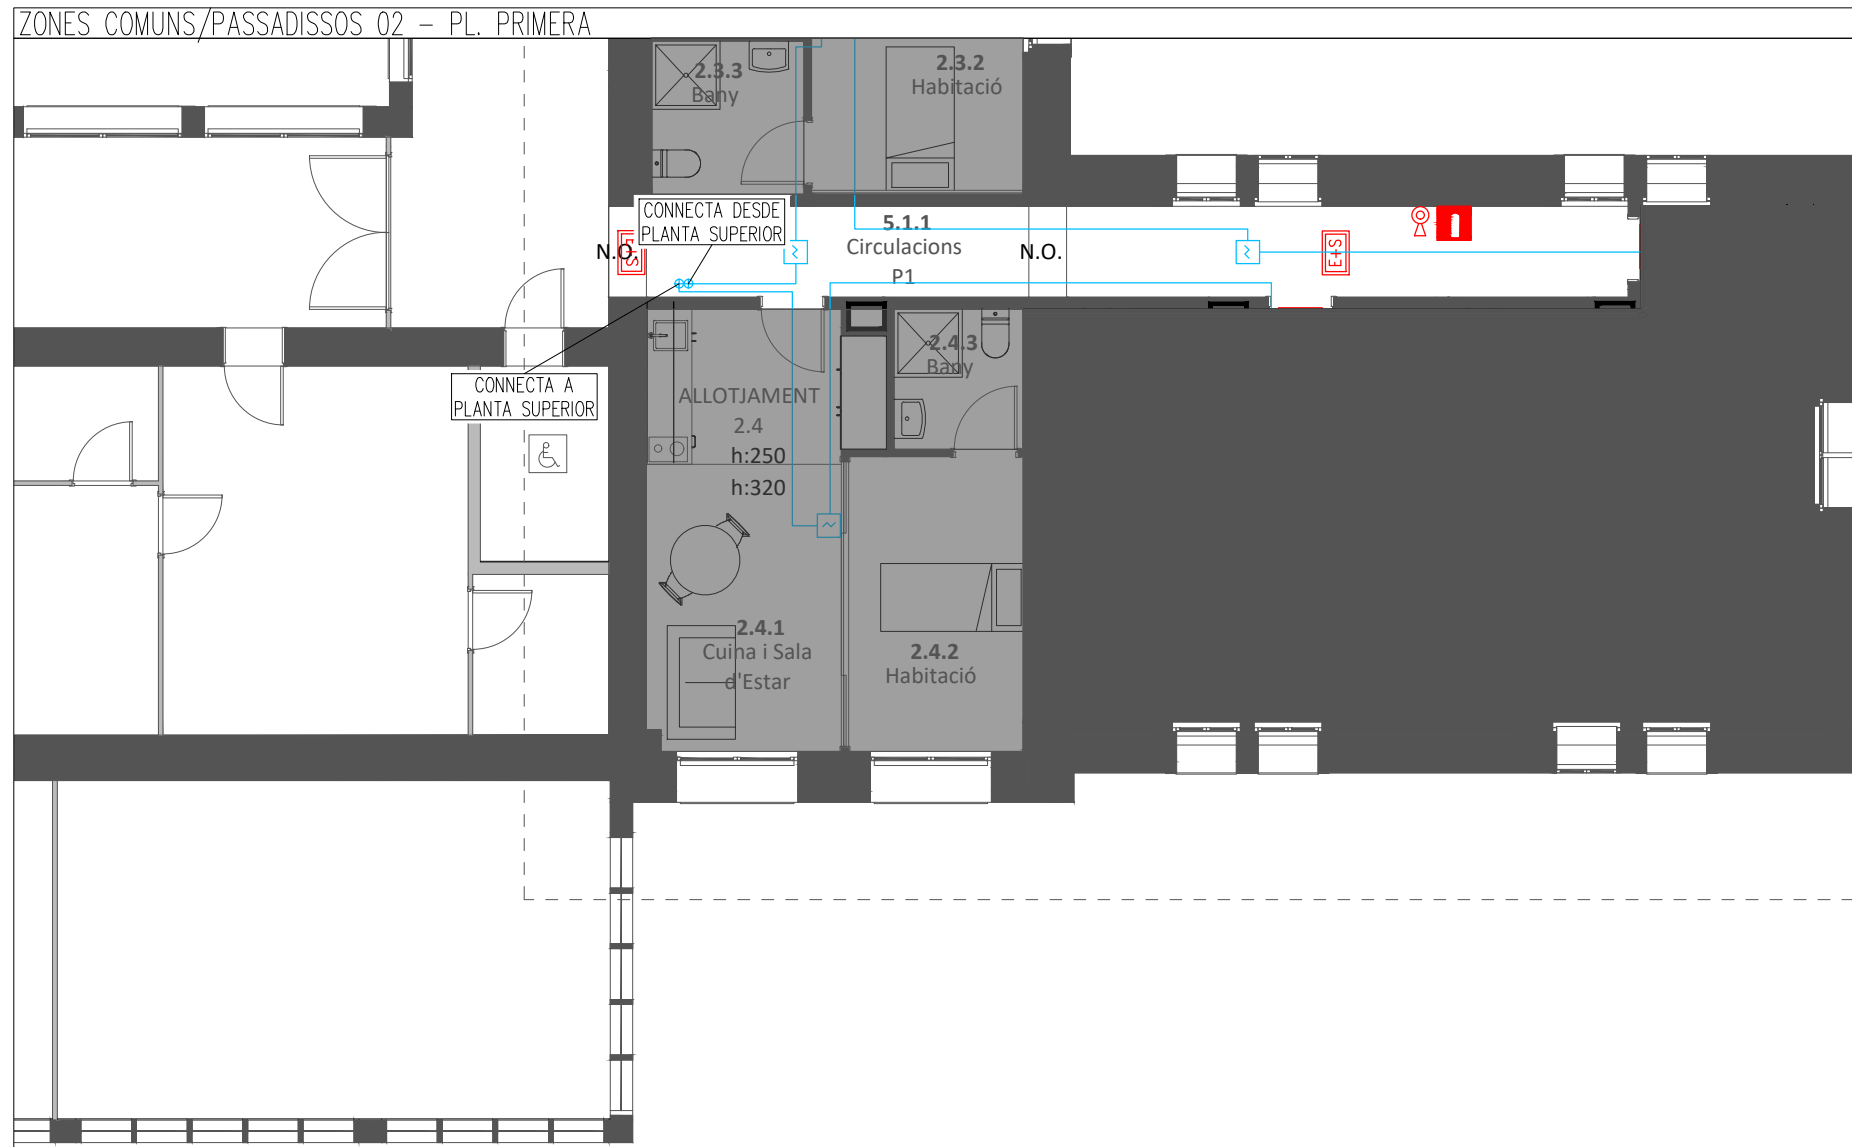 ZONES COMUNS/PASSADISSOS 02 - PL. PRIMERA
2.3.3
Bany
2.3.2
Habitació
CONNECTA DESDE
PLANTA SUPERIOR
N.O.
E+S
5.1.1
Circulacions
P1
N.O.
E+S
CONNECTA A
PLANTA SUPERIOR
ALLOTJAMENT
2.4
h:250
h:320
2.4.3
Bany
2.4.1
Cuina i Sala
d'Estar
2.4.2
Habitació